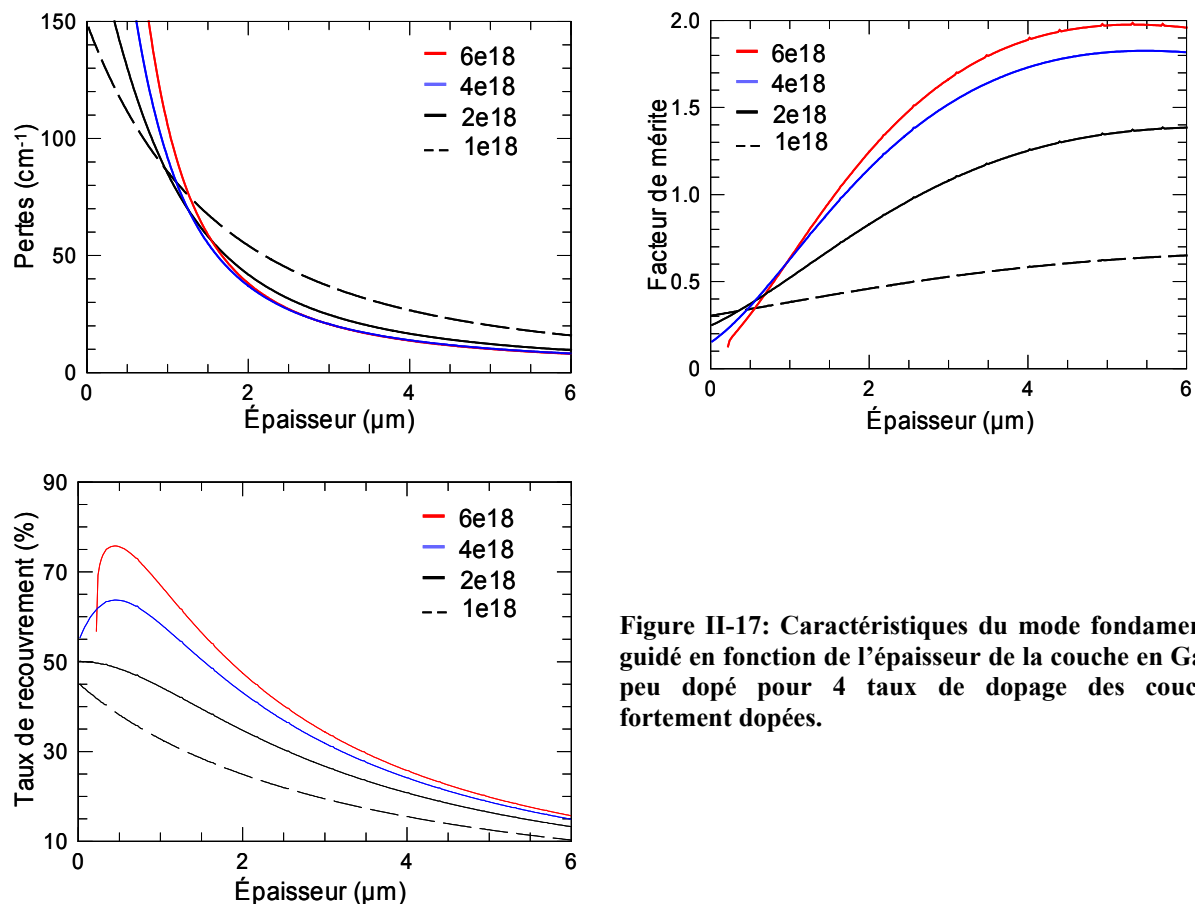 150
100
50
0
Pertes (cm-1)
6e18
4e18
2e18
1e18
0 2 4 6
Épaisseur (µm)
2.0
1.5
1.0
0.5
0
Facteur de mérite
6e18
4e18
2e18
1e18
0 2 4 6
Épaisseur (µm)
90
70
50
30
10
Taux de recouvrement (%)
6e18
4e18
2e18
1e18
0 2 4 6
Épaisseur (µm)
Figure II-17: Caractéristiques du mode fondamen
guidé en fonction de l’épaisseur de la couche en Ga
peu dopé pour 4 taux de dopage des couc
fortement dopées.